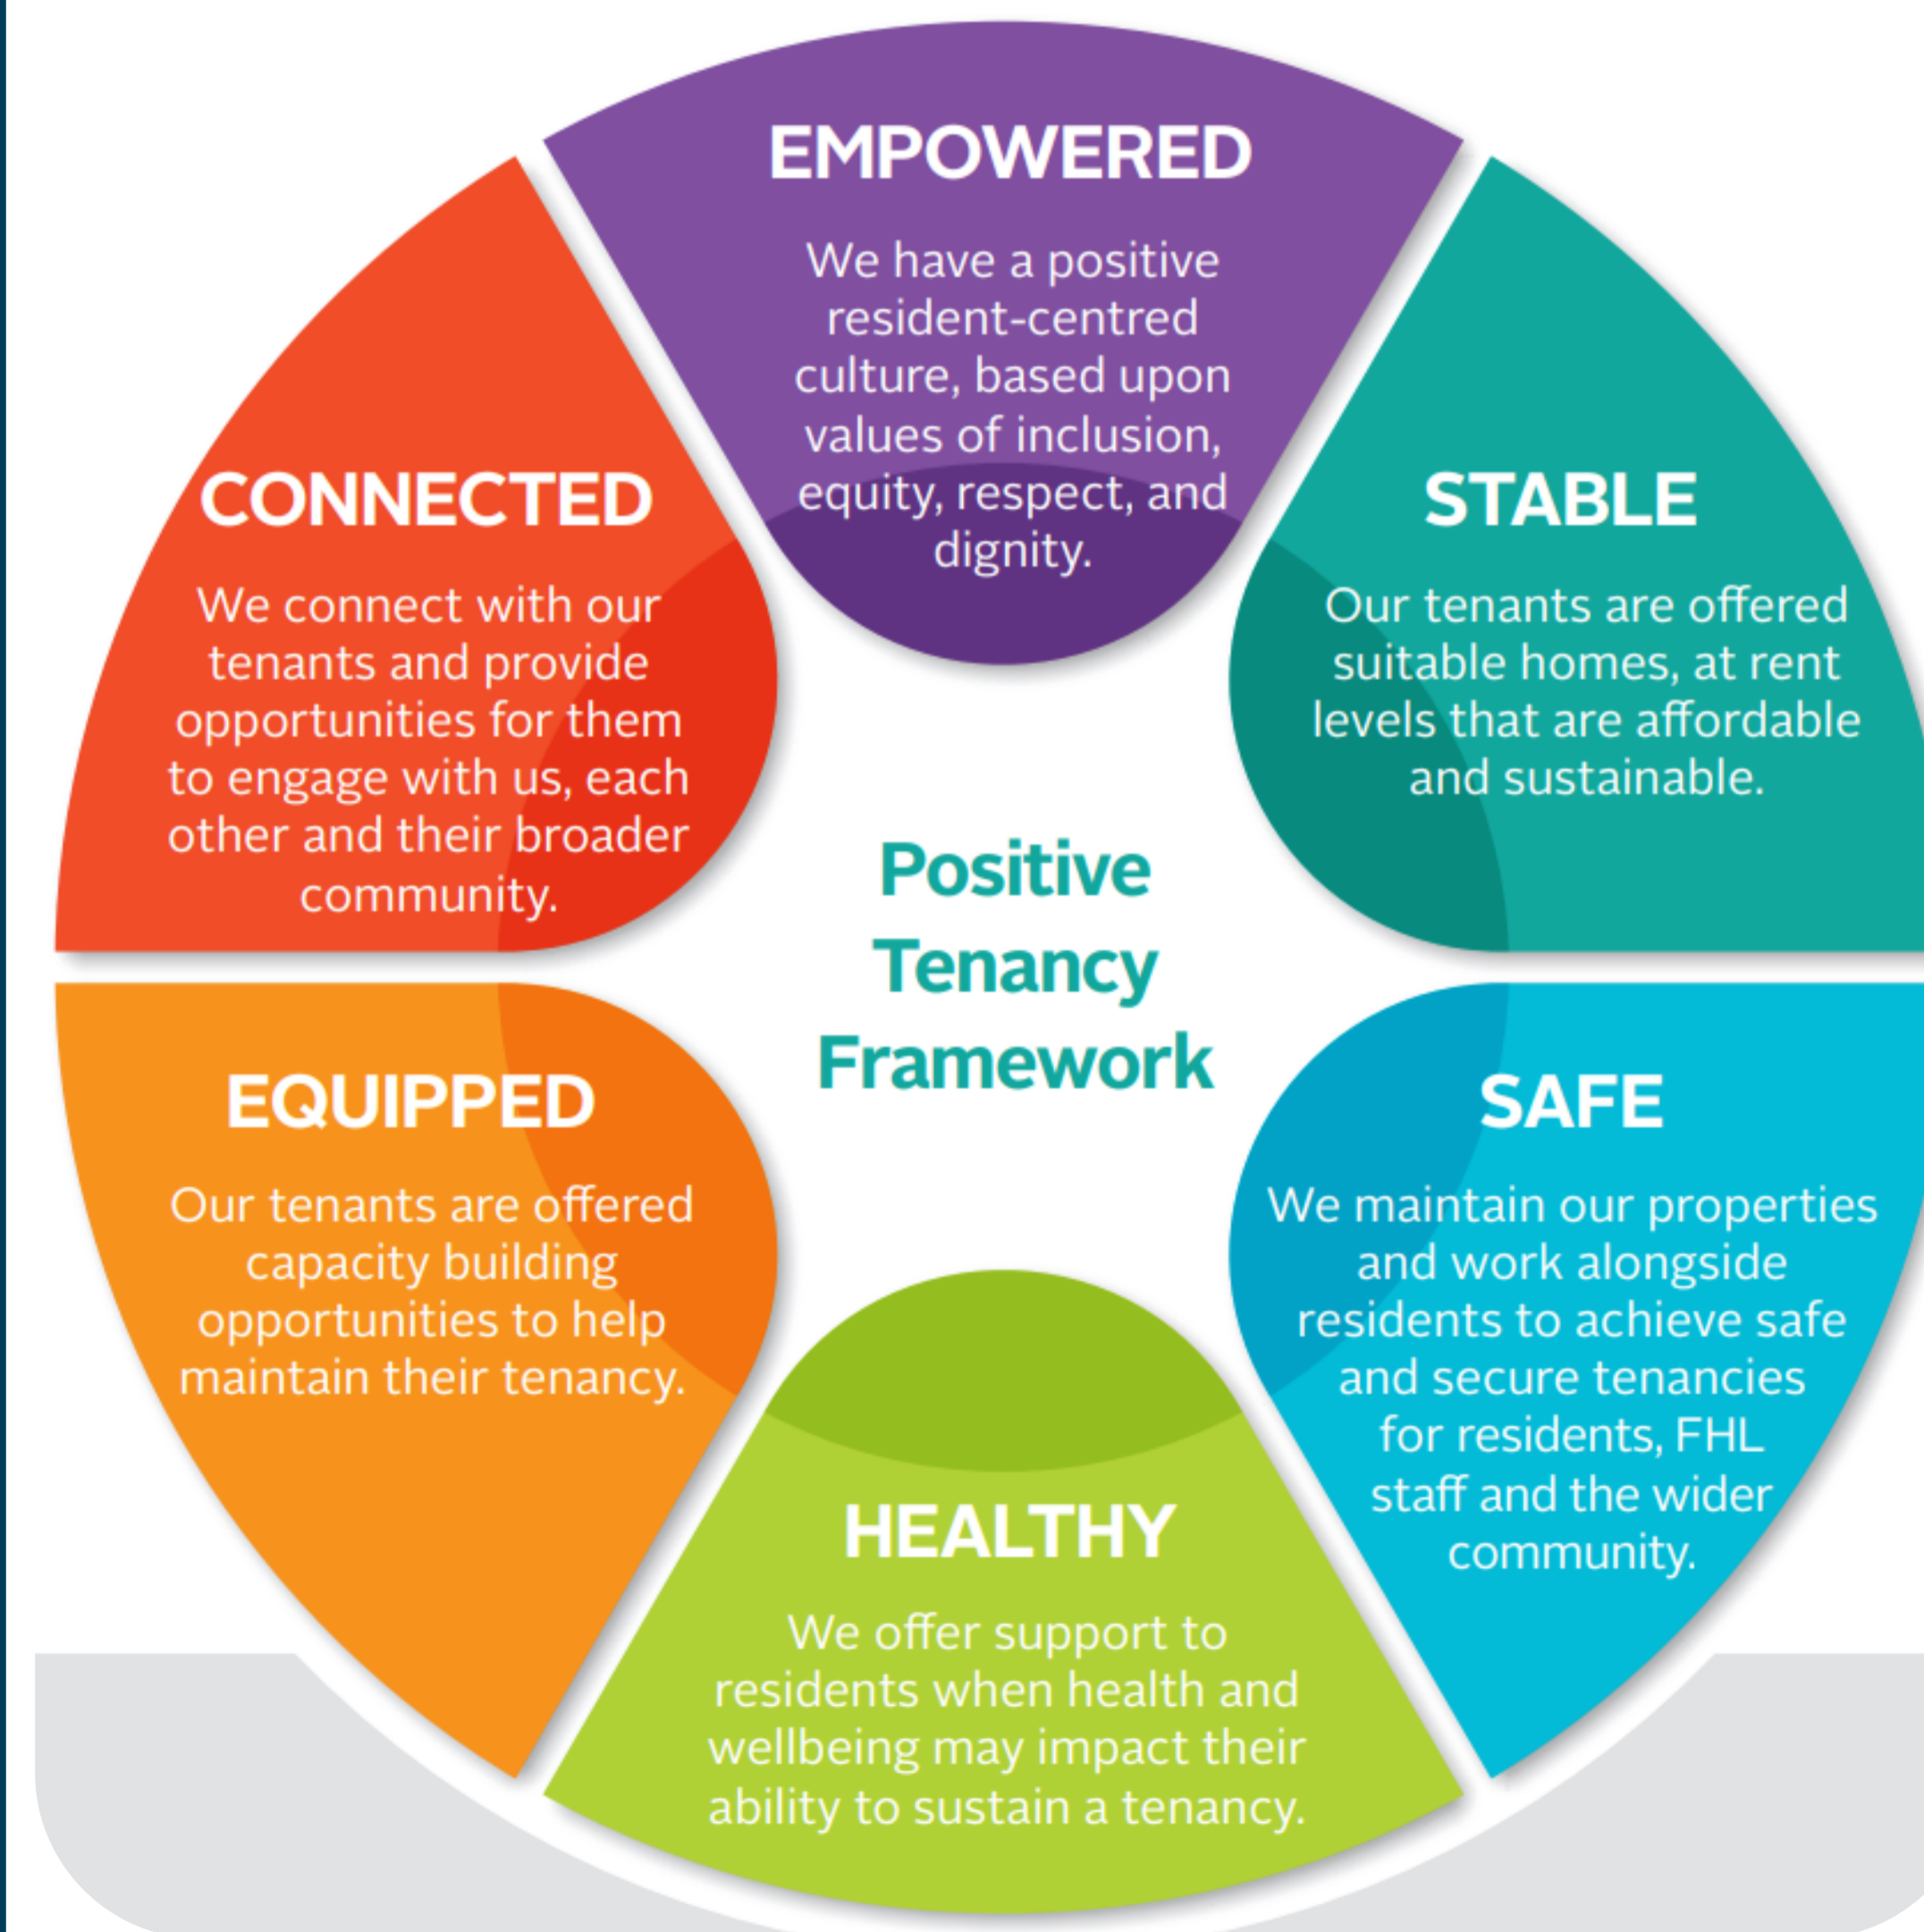 EMPOWERED
We have a positive
resident-centred
culture, based upon
values of inclusion,
equity, respect, and
dignity.
STABLE
Our tenants are offered
suitable homes, at rent
levels that are affordable
and sustainable.
SAFE
We maintain our properties
and work alongside
residents to achieve safe
and secure tenancies
for residents, FHL
staff and the wider
community.
HEALTHY
We offer support to
residents when health and
wellbeing may impact their
ability to sustain a tenancy.
EQUIPPED
Our tenants are offered
capacity building
opportunities to help
maintain their tenancy.
CONNECTED
We connect with our
tenants and provide
opportunities for them
to engage with us, each
other and their broader
community.
Positive
Tenancy
Framework